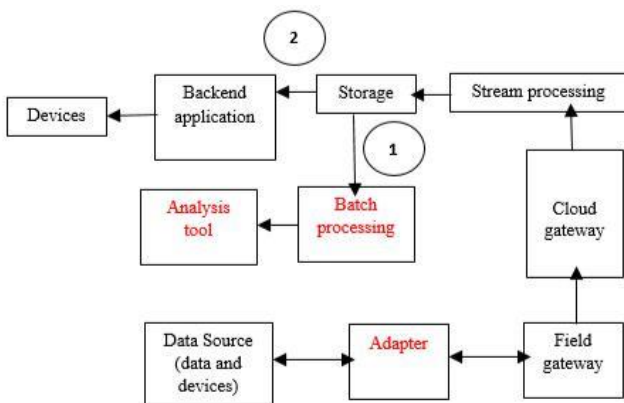 2
Devices
Backend
application
Storage
Stream processing
1
Analysis
tool
Batch
processing
Cloud
gateway
Data Source
(data and
devices)
Adapter
Field
gateway